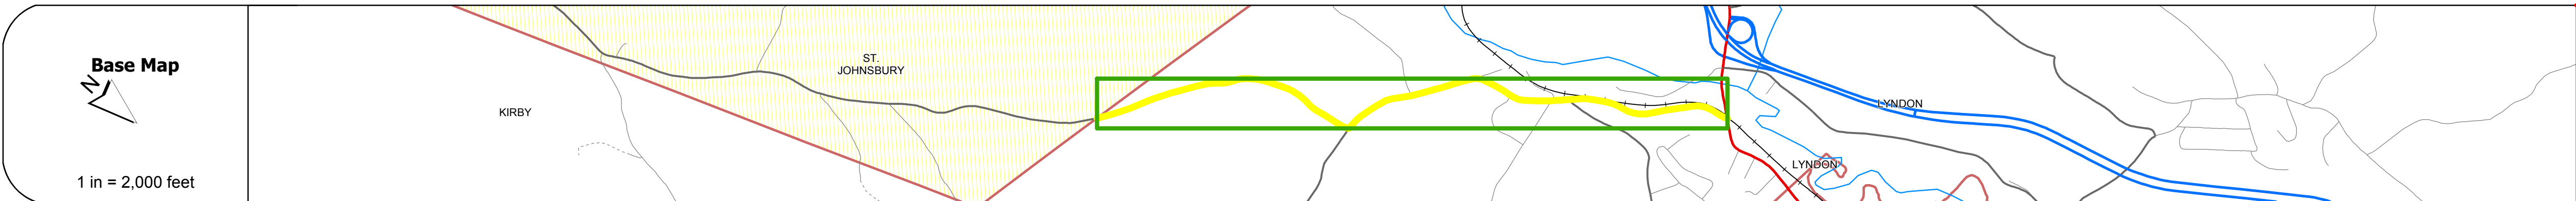 Base Map
N
1 in = 2,000 feet
KIRBY
ST.
JOHNSBURY
LYNDON
LYNDON